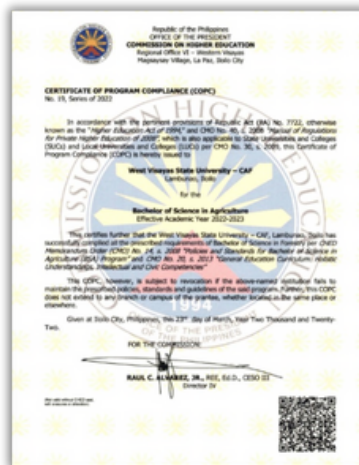 Republic of the Philippines
OFFICE OF THE PRESIDENT
COMMISSION ON HIGHER EDUCATION
Regional Office VI – Western Visayas
Magsaysay Village, La Paz, Iloilo City
CERTIFICATE OF PROGRAM COMPLIANCE (COPC)
No. 19, Series of 2022
In accordance with the pertinent provisions of Republic Act (RA) No. 7722, otherwise
known as the "Higher Education Act of 1994," and CMO No. 40, s. 2008 "Manual of Regulations
for Private Higher Education of 2008", which is also applicable to State Universities and Colleges
(SUCs) and Local Universities and Colleges (LUCs) per CMO No. 30, s. 2009, this Certificate of
Program Compliance (COPC) is hereby issued to
West Visayas State University – CAF
Lambunao, Iloilo
for the
Bachelor of Science in Agriculture
Effective Academic Year 2022-2023
This certifies further that the West Visayas State University – CAF, Lambunao, Iloilo has
successfully complied all the prescribed requirements of Bachelor of Science in Forestry per CHED
Memorandum Order (CMO) No. 14, s. 2008 "Policies and Standards for Bachelor of Science in
Agriculture (BSA) Program" and CMO No. 20, s. 2013 "General Education Curriculum: Holistic
Understandings, Intellectual and Civic Competencies"
This COPC, however, is subject to revocation if the above-named institution fails to
maintain the prescribed policies, standards and guidelines of the said program. Further, this COPC
does not extend to any branch or campus of the grantee, whether located in the same place or
elsewhere.
Given at Iloilo City, Philippines, this 23rd day of March, Year Two Thousand and Twenty-
Two.
FOR THE COMMISSION:
RAUL C. ALVAREZ, JR., REE, Ed.D., CESO III
Director IV